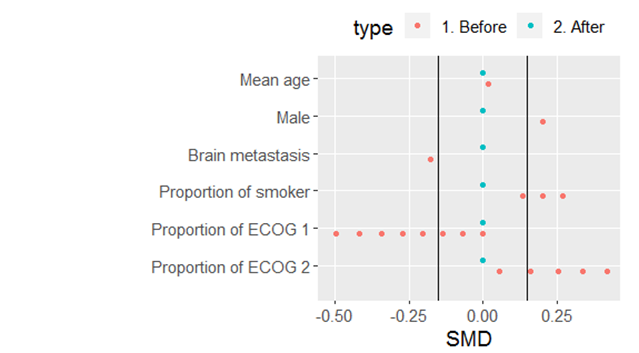 type 1. Before 2. After
Mean age
Male
Brain metastasis
Proportion of smoker
Proportion of ECOG 1
Proportion of ECOG 2
-0.50 -0.25 0.00 0.25
SMD